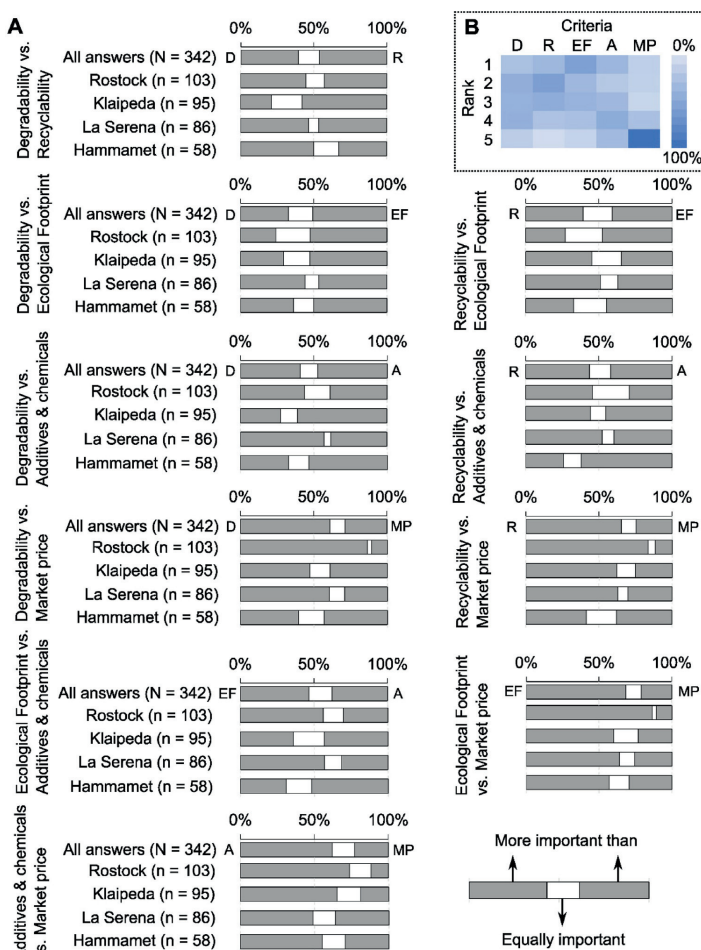 A
Degradability vs.
Recyclability
0% 50% 100%
All answers (N = 342) D R
Rostock (n = 103)
Klaipeda (n = 95)
La Serena (n = 86)
Hammamet (n = 58)
Degradability vs.
Ecological Footprint
0% 50% 100%
All answers (N = 342) D EF
Rostock (n = 103)
Klaipeda (n = 95)
La Serena (n = 86)
Hammamet (n = 58)
Degradability vs.
Additives & chemicals
0% 50% 100%
All answers (N = 342) D A
Rostock (n = 103)
Klaipeda (n = 95)
La Serena (n = 86)
Hammamet (n = 58)
Degradability vs.
Market price
0% 50% 100%
All answers (N = 342) D MP
Rostock (n = 103)
Klaipeda (n = 95)
La Serena (n = 86)
Hammamet (n = 58)
Ecological Footprint vs.
Additives & chemicals
0% 50% 100%
All answers (N = 342) EF A
Rostock (n = 103)
Klaipeda (n = 95)
La Serena (n = 86)
Hammamet (n = 58)
dditives & chemicals
s. Market price
0% 50% 100%
All answers (N = 342) A MP
Rostock (n = 103)
Klaipeda (n = 95)
La Serena (n = 86)
Hammamet (n = 58)
B
Criteria
D R EF A MP
Rank
1
2
3
4
5
0%
100%
Recyclability vs.
Ecological Footprint
0% 50% 100%
R EF
Recyclability vs.
Additives & chemicals
0% 50% 100%
R A
Recyclability vs.
Market price
0% 50% 100%
R MP
Ecological Footprint
vs. Market price
0% 50% 100%
EF MP
More important than
Equally important